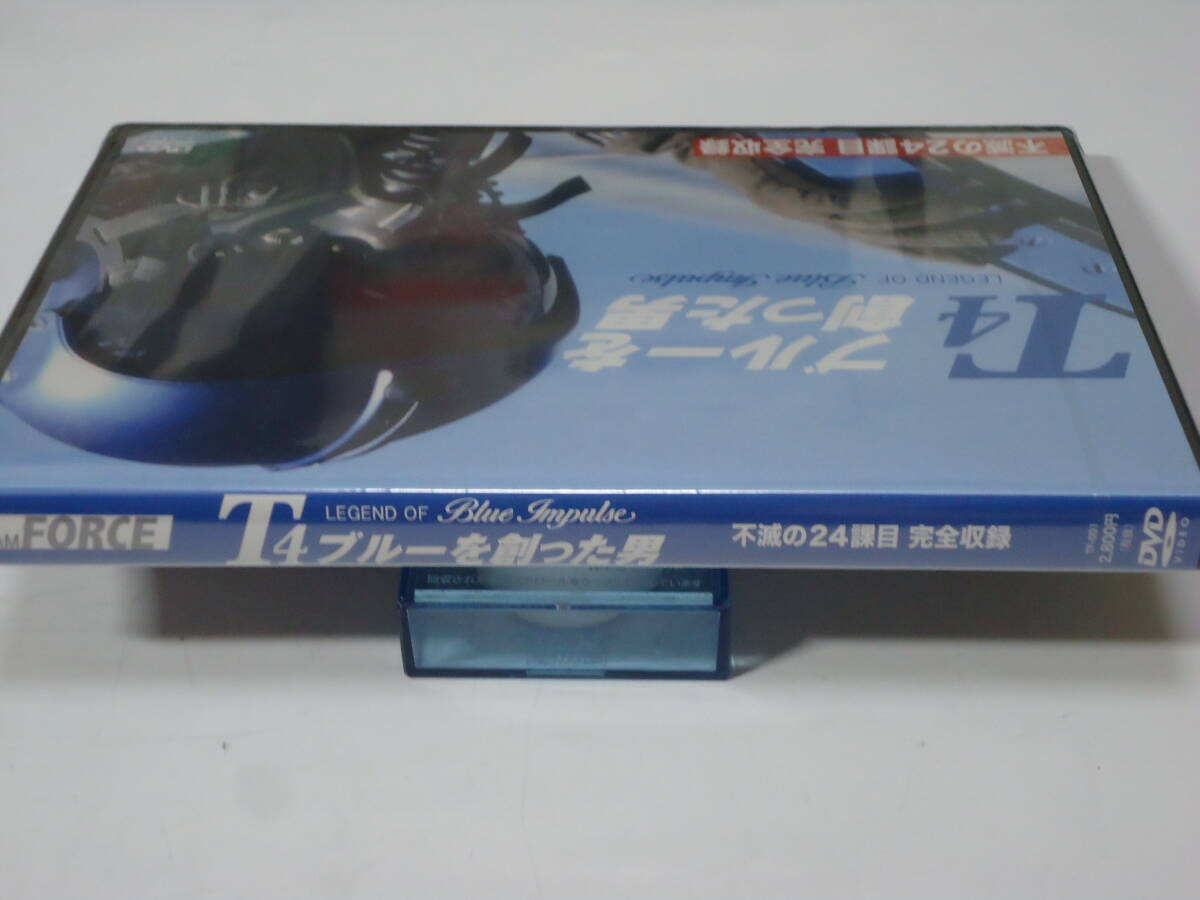 不滅の24課目 完全収録
LEGEND OF Blue Impulse
T4
ブルーを
創った男
FORCE
T4
LEGEND OF Blue Impulse
ブルーを創った男
不滅の24課目 完全収録
TF-001
2,800円
DVD
VIDEO